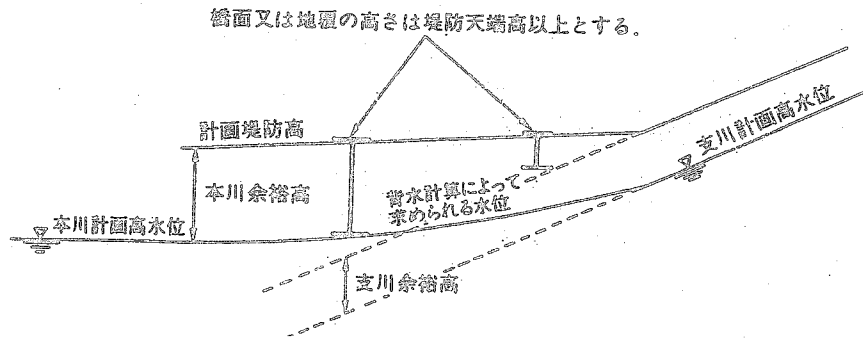 橋面又は地覆の高さは堤防天端高以上とする。
計画堤防高
支川計画高水位
本川余裕高
背水計算によって
求められる水位
本川計画高水位
支川余裕高